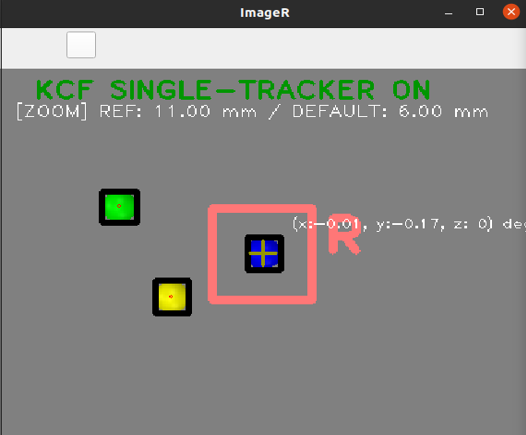 ImageR
KCF SINGLE-TRACKER ON
[ZOOM] REF: 11.00 mm / DEFAULT: 6.00 mm
(x:-0.01, y:-0.17, z: 0) deg
R